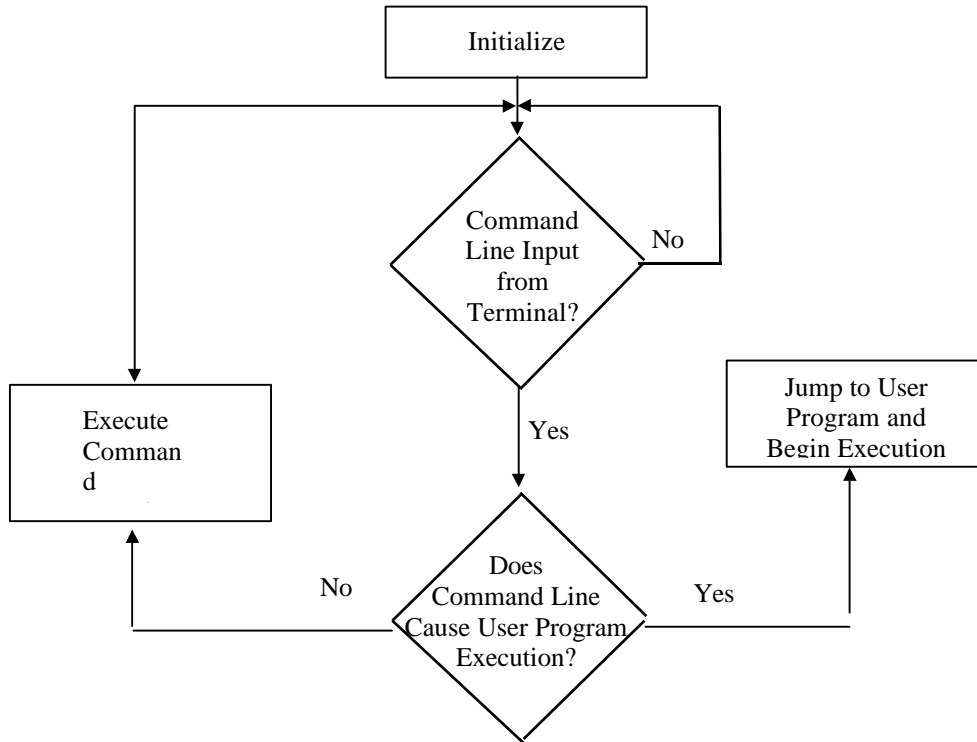 Initialize
Command
Line Input
from
Terminal?
No
Yes
Execute
Comman
d
Jump to User
Program and
Begin Execution
Does
Command Line
Cause User Program
Execution?
No
Yes